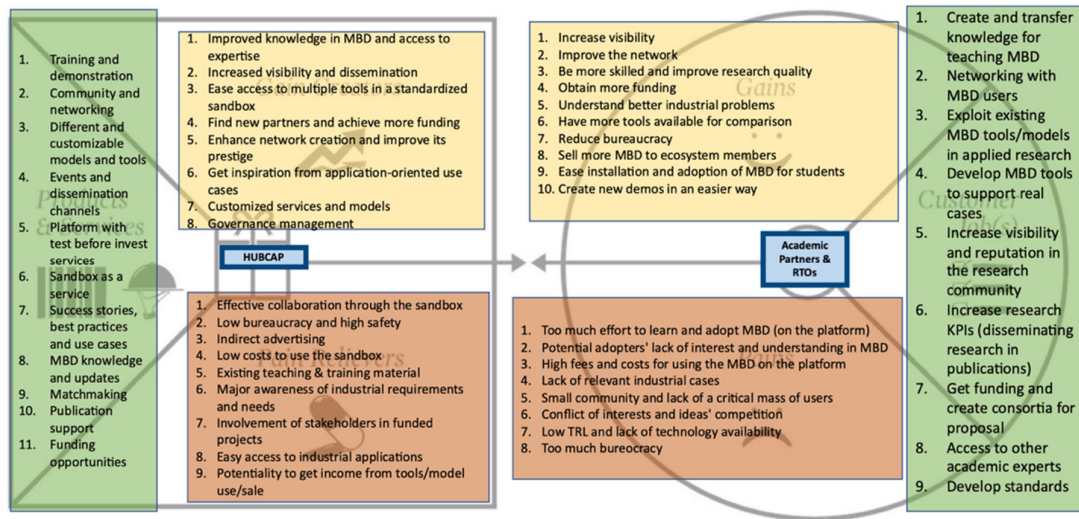 1. Training and
demonstration
2. Community and
networking
3. Different and
customizable
models and tools
4. Events and
dissemination
channels
5. Platform with
test before invest
services
6. Sandbox as a
service
7. Success stories,
best practices
and use cases
8. MBD knowledge
and updates
9. Matchmaking
10. Publication
support
11. Funding
opportunities
Products
& Services
1. Improved knowledge in MBD and access to
expertise
2. Increased visibility and dissemination
3. Ease access to multiple tools in a standardized
sandbox
4. Find new partners and achieve more funding
5. Enhance network creation and improve its
prestige
6. Get inspiration from application-oriented use
cases
7. Customized services and models
8. Governance management
Gain Creators
HUBCAP
1. Effective collaboration through the sandbox
2. Low bureaucracy and high safety
3. Indirect advertising
4. Low costs to use the sandbox
5. Existing teaching & training material
6. Major awareness of industrial requirements
and needs
7. Involvement of stakeholders in funded
projects
8. Easy access to industrial applications
9. Potentiality to get income from tools/model
use/sale
Pain Relievers
1. Increase visibility
2. Improve the network
3. Be more skilled and improve research quality
4. Obtain more funding
5. Understand better industrial problems
6. Have more tools available for comparison
7. Reduce bureaucracy
8. Sell more MBD to ecosystem members
9. Ease installation and adoption of MBD for students
10. Create new demos in an easier way
Gains
Academic
Partners &
RTOs
1. Too much effort to learn and adopt MBD (on the platform)
2. Potential adopters' lack of interest and understanding in MBD
3. High fees and costs for using the MBD on the platform
4. Lack of relevant industrial cases
5. Small community and lack of a critical mass of users
6. Conflict of interests and ideas' competition
7. Low TRL and lack of technology availability
8. Too much bureocracy
Pains
1. Create and transfer
knowledge for
teaching MBD
2. Networking with
MBD users
3. Exploit existing
MBD tools/models
in applied research
4. Develop MBD tools
to support real
cases
5. Increase visibility
and reputation in
the research
community
6. Increase research
KPIs (disseminating
research in
publications)
7. Get funding and
create consortia for
proposal
8. Access to other
academic experts
9. Develop standards
Customer
Job(s)